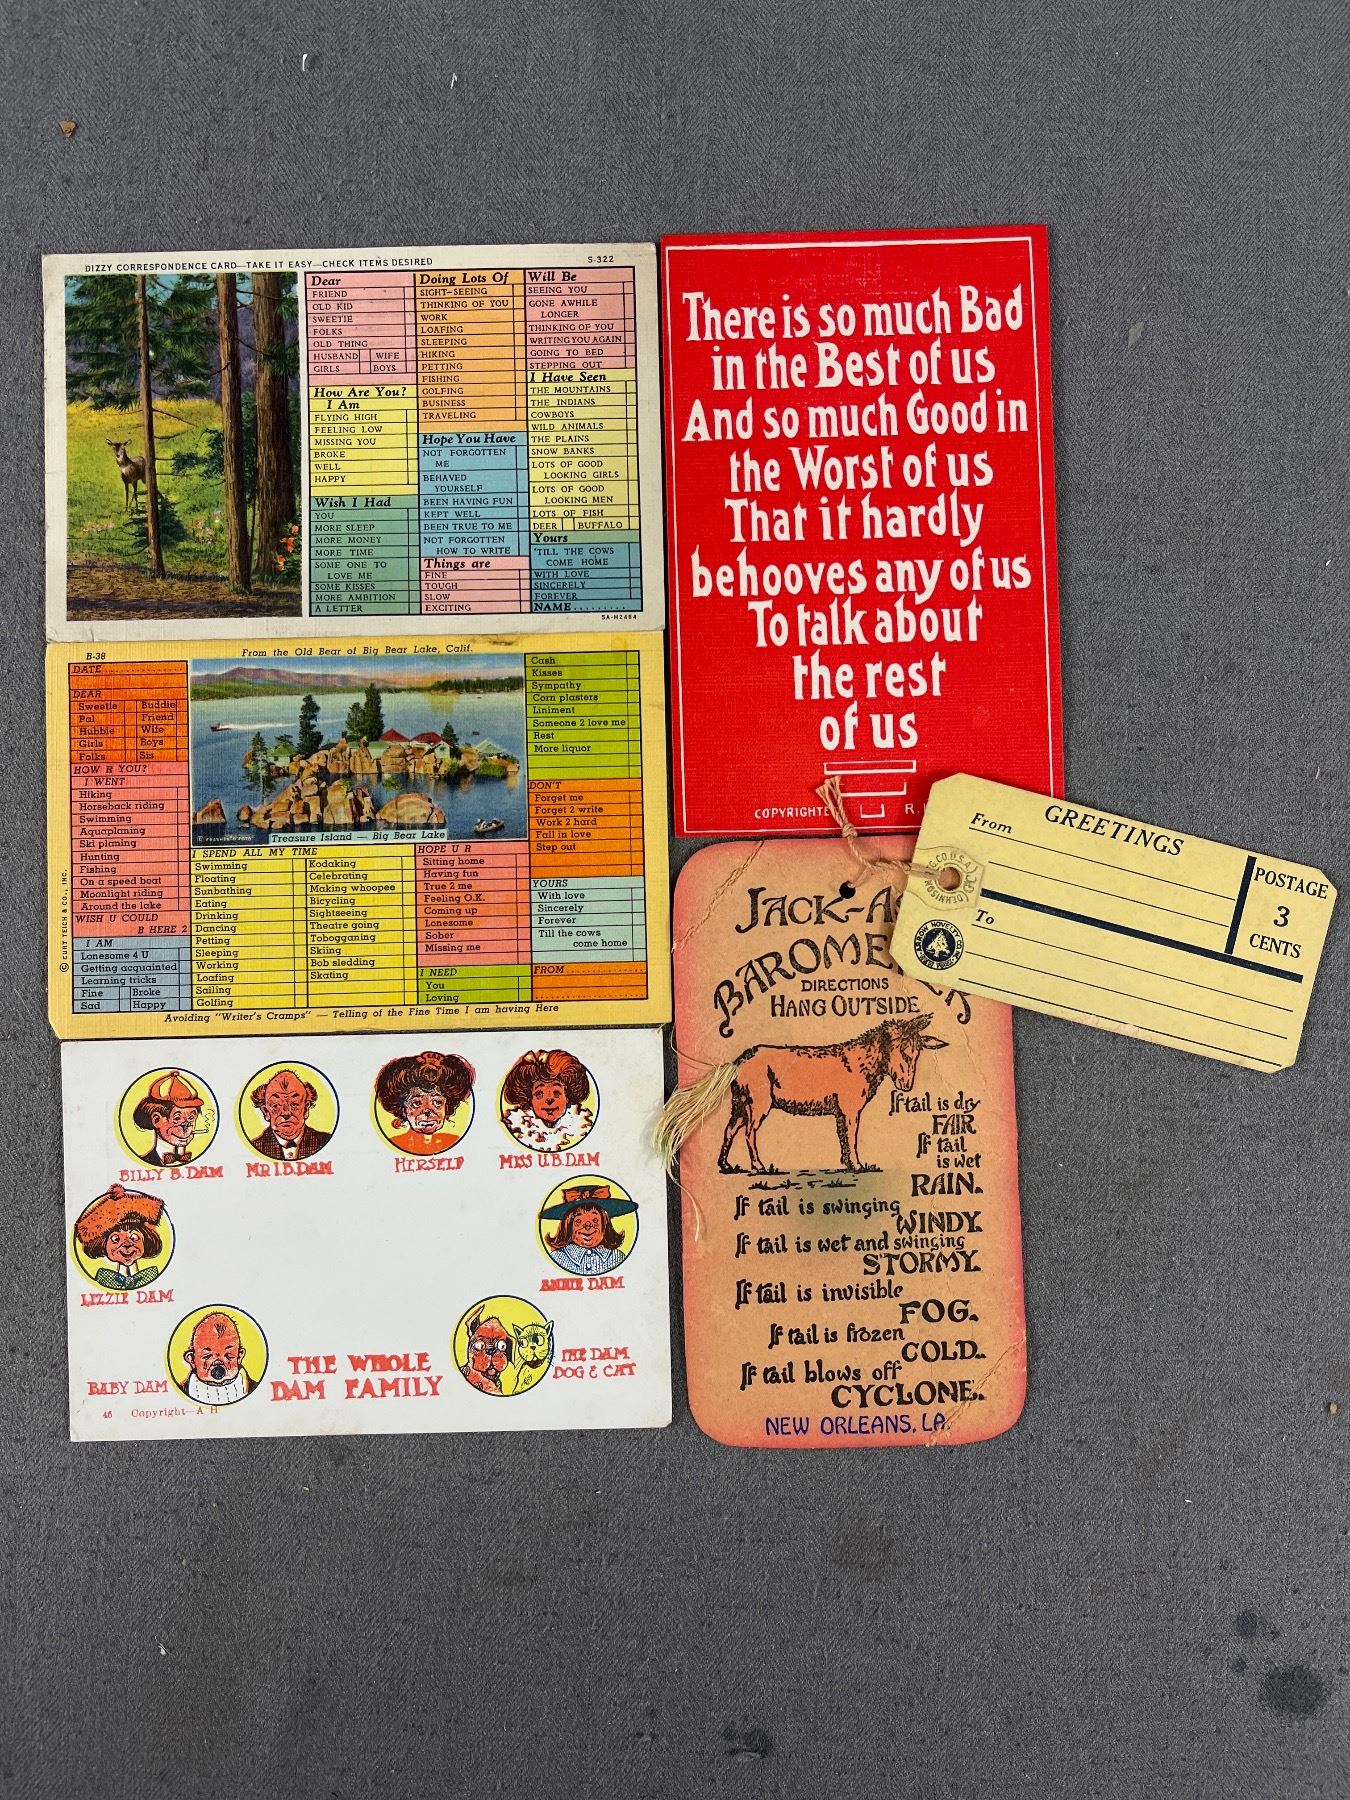 DIZZY CORRESPONDENCE CARD—TAKE IT EASY—CHECK ITEMS DESIRED
S-322
Dear
FRIEND
OLD KID
SWEETIE
FOLKS
OLD THING
HUSBAND WIFE
GIRLS BOYS
How Are You?
I Am
FLYING HIGH
FEELING LOW
MISSING YOU
BROKE
WELL
HAPPY
Wish I Had
YOU
MORE SLEEP
MORE MONEY
MORE TIME
SOME ONE TO
LOVE ME
SOME KISSES
MORE AMBITION
A LETTER
Doing Lots Of
SIGHT-SEEING
THINKING OF YOU
WORK
LOAFING
SLEEPING
HIKING
PETTING
FISHING
GOLFING
BUSINESS
TRAVELING
Hope You Have
NOT FORGOTTEN
ME
BEHAVED
YOURSELF
BEEN HAVING FUN
KEPT WELL
BEEN TRUE TO ME
NOT FORGOTTEN
HOW TO WRITE
Things are
FINE
TOUGH
SLOW
EXCITING
Will Be
SEEING YOU
GONE AWHILE
LONGER
THINKING OF YOU
WRITING YOU AGAIN
GOING TO BED
STEPPING OUT
I Have Seen
THE MOUNTAINS
THE INDIANS
COWBOYS
WILD ANIMALS
THE PLAINS
SNOW BANKS
LOTS OF GOOD
LOOKING GIRLS
LOTS OF GOOD
LOOKING MEN
LOTS OF FISH
DEER BUFFALO
Yours
'TILL THE COWS
COME HOME
WITH LOVE
SINCERELY
FOREVER
NAME.........
5A-H2484
B-38
From the Old Bear of Big Bear Lake, Calif.
DATE
DEAR
Sweetie Buddie
Pal Friend
Hubbie Wife
Girls Boys
Folks Sis
HOW R YOU?
I WENT
Hiking
Horseback riding
Swimming
Aquaplaning
Ski planing
Hunting
Fishing
On a speed boat
Moonlight riding
Around the lake
WISH U COULD
B HERE 2
I AM
Lonesome 4 U
Getting acquainted
Learning tricks
Fine Broke
Sad Happy
Treasure Island — Big Bear Lake
I SPEND ALL MY TIME
Swimming
Floating
Sunbathing
Eating
Drinking
Dancing
Petting
Sleeping
Working
Loafing
Sailing
Golfing
Kodaking
Celebrating
Making whoopee
Bicycling
Sightseeing
Theatre going
Tobogganing
Skiing
Bob sledding
Skating
HOPE U R
Sitting home
Having fun
True 2 me
Feeling O.K.
Coming up
Lonesome
Sober
Missing me
I NEED
You
Loving
Cash
Kisses
Sympathy
Corn plasters
Liniment
Someone 2 love me
Rest
More liquor
DON'T
Forget me
Forget 2 write
Work 2 hard
Fall in love
Step out
YOURS
With love
Sincerely
Forever
Till the cows
come home
FROM
© CURT TEICH & CO., INC.
Avoiding "Writer's Cramps" — Telling of the Fine Time I am having Here
BILLY B. DAM
MR I.B. DAM
HERSELF
MISS U.B. DAM
LIZZIE DAM
ANNIE DAM
BABY DAM
THE WHOLE
DAM FAMILY
THE DAM
DOG & CAT
46 Copyright—A H
There is so much Bad
in the Best of us
And so much Good in
the Worst of us
That it hardly
behooves any of us
To talk about
the rest
of us
COPYRIGHTE
R.
GREETINGS
From
To
POSTAGE
3
CENTS
DENNISON
CO. U.S.A.
ARROW NOVELTY CO.
JACK-A
BAROME
DIRECTIONS
HANG OUTSIDE
If tail is dry
FAIR
If tail
is wet
RAIN.
If tail is swinging
WINDY.
If tail is wet and swinging
STORMY.
If tail is invisible
FOG.
If tail is frozen
COLD.
If tail blows off
CYCLONE.
NEW ORLEANS, LA.